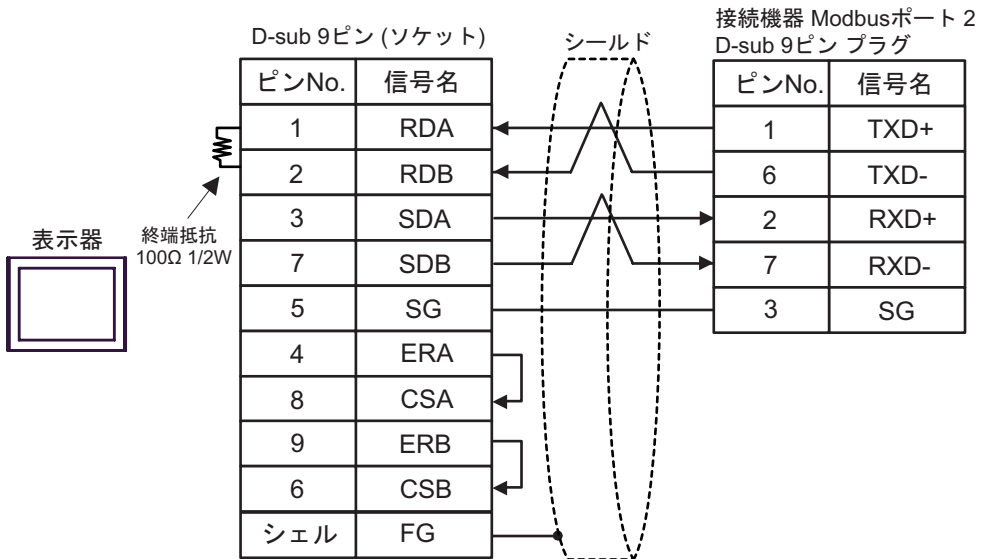 接続機器 Modbusポート 2
D-sub 9ピン (ソケット)
シールド
D-sub 9ピン プラグ
ピンNo. 信号名
ピンNo. 信号名
1 RDA
1 TXD+
2 RDB
6 TXD-
3 SDA
2 RXD+
7 SDB
7 RXD-
5 SG
3 SG
4 ERA
8 CSA
9 ERB
6 CSB
シェル FG
終端抵抗
100Ω 1/2W
表示器